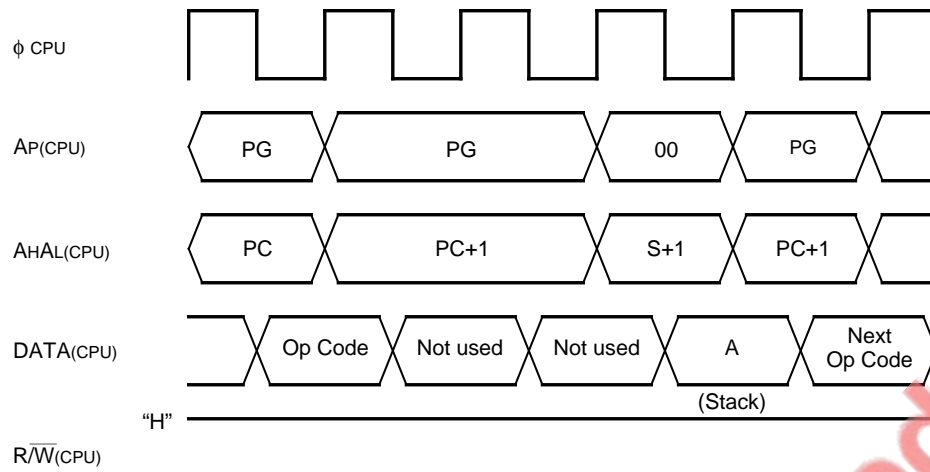 ϕ CPU
AP(CPU) PG PG 00 PG
AHAL(CPU) PC PC+1 S+1 PC+1
DATA(CPU) Op Code Not used Not used A Next Op Code
(Stack)
“H”
R/W̅(CPU)